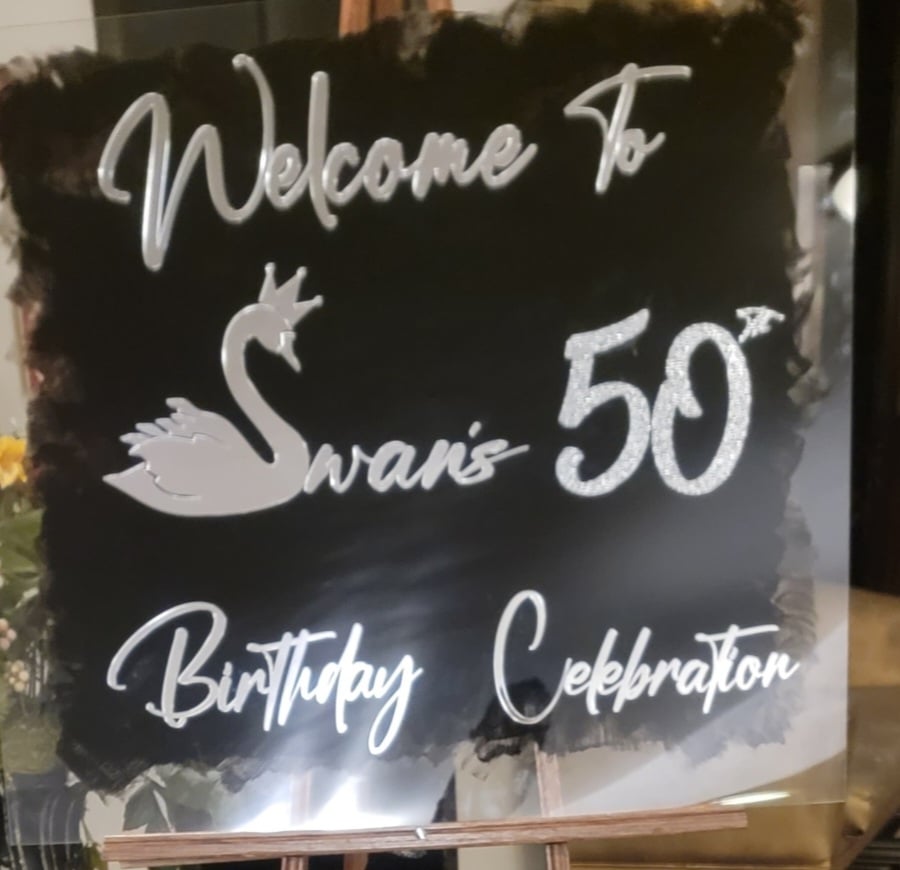 Welcome To
Swan's 50TH
Birthday Celebration